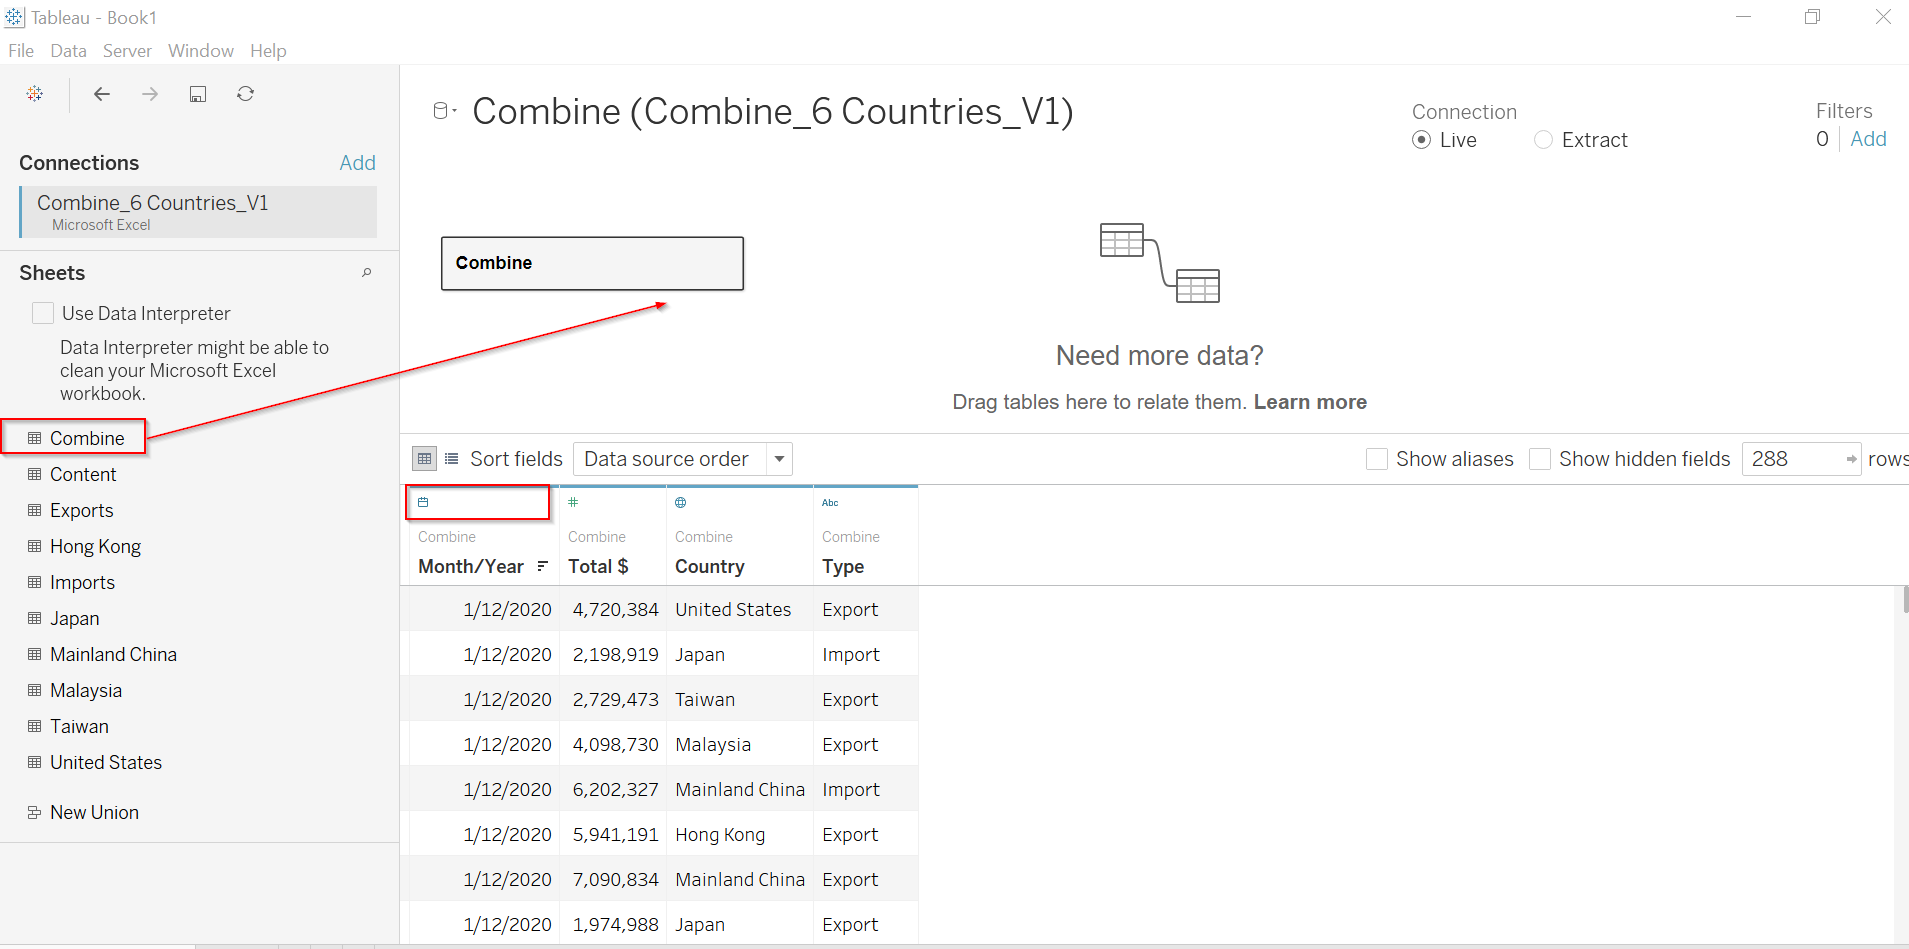 Tableau - Book1
File Data Server Window Help
Connections Add
Combine_6 Countries_V1
Microsoft Excel
Sheets
Use Data Interpreter
Data Interpreter might be able to
clean your Microsoft Excel
workbook.
Combine
Content
Exports
Hong Kong
Imports
Japan
Mainland China
Malaysia
Taiwan
United States
New Union
Combine (Combine_6 Countries_V1)
Connection
Live Extract
Filters
0 Add
Combine
Need more data?
Drag tables here to relate them. Learn more
Sort fields Data source order Show aliases Show hidden fields 288 rows
# Abc
Combine Combine Combine Combine
Month/Year Total $ Country Type
1/12/2020 4,720,384 United States Export
1/12/2020 2,198,919 Japan Import
1/12/2020 2,729,473 Taiwan Export
1/12/2020 4,098,730 Malaysia Export
1/12/2020 6,202,327 Mainland China Import
1/12/2020 5,941,191 Hong Kong Export
1/12/2020 7,090,834 Mainland China Export
1/12/2020 1,974,988 Japan Export